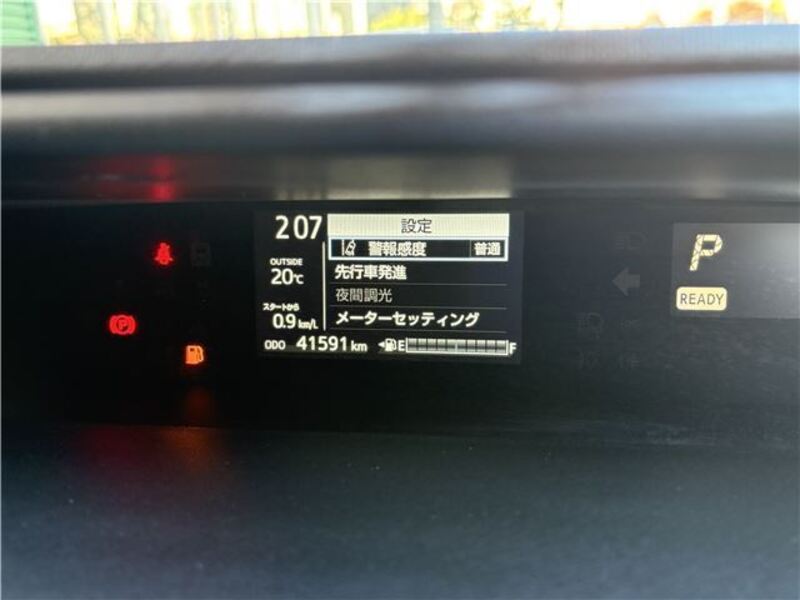 2 07
設定
警報感度 普通
OUTSIDE
20℃
先行車発進
夜間調光
スタートから
0.9 km/L
メーターセッティング
ODO 41591 km
E F
P
READY
P